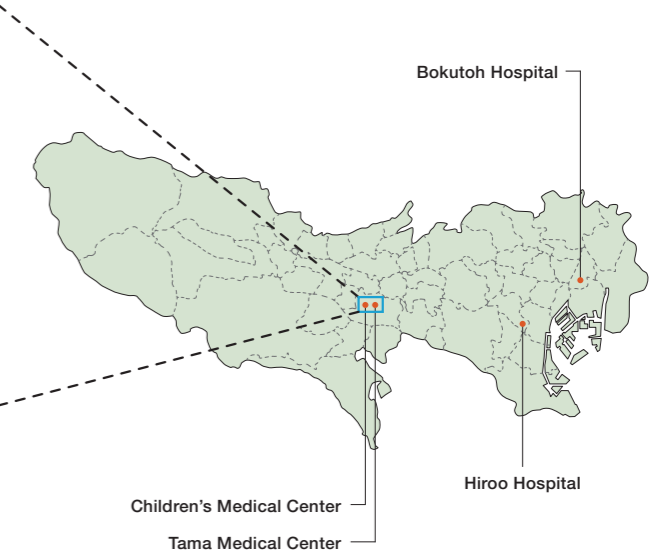 Bokutoh Hospital
Hiroo Hospital
Children’s Medical Center
Tama Medical Center